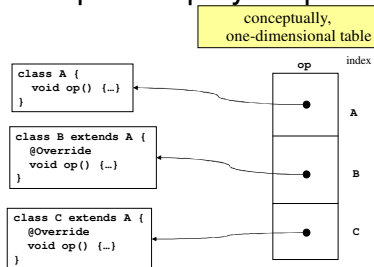 conceptually,
one-dimensional table
op
index
class A {
void op() {…}
}
A
class B extends A {
@Override
void op() {…}
}
B
class C extends A {
@Override
void op() {…}
}
C